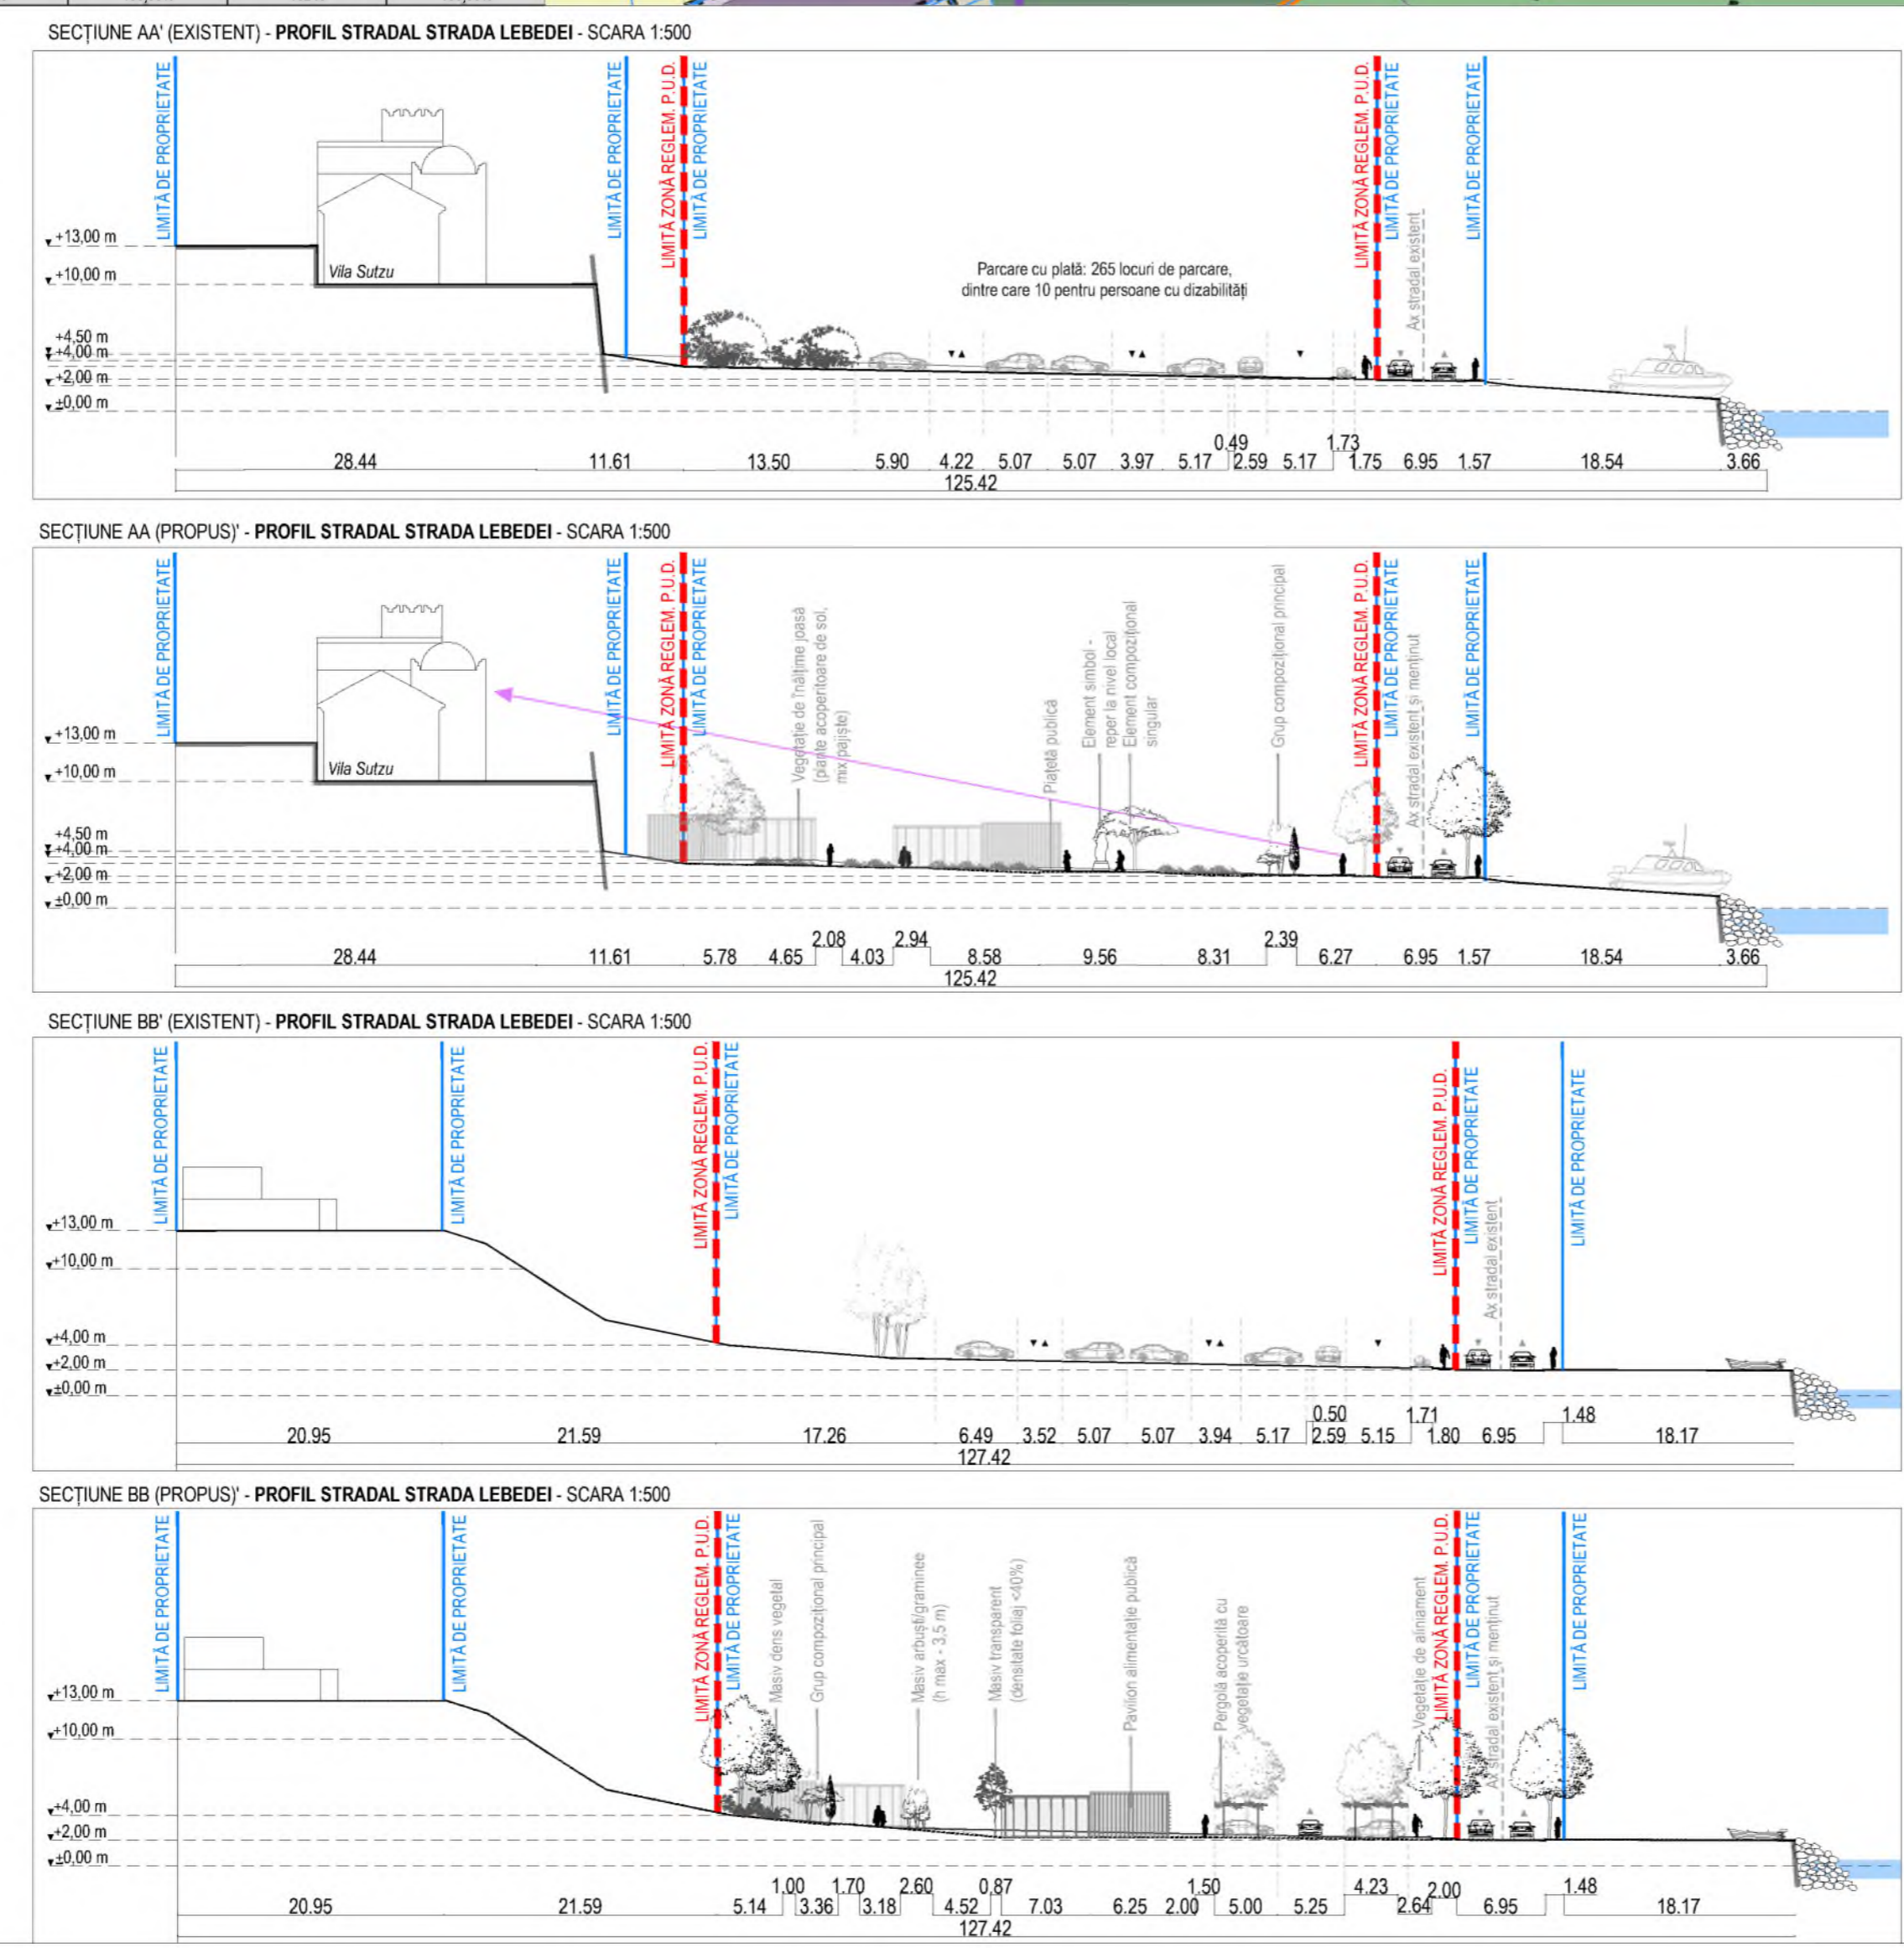 SECȚIUNE AA' (EXISTENT) - PROFIL STRADAL STRADA LEBEDEI - SCARA 1:500
LIMITĂ DE PROPRIETATE
LIMITĂ DE PROPRIETATE
LIMITĂ ZONĂ REGLEM. P.U.D.
LIMITĂ DE PROPRIETATE
LIMITĂ ZONĂ REGLEM. P.U.D.
LIMITĂ DE PROPRIETATE
Ax stradal existent
LIMITĂ DE PROPRIETATE
+13,00 m
+10,00 m
+4,50 m
+4,00 m
+2,00 m
±0,00 m
Vila Sutzu
Parcare cu plată: 265 locuri de parcare,
dintre care 10 pentru persoane cu dizabilități
0.49 1.73
28.44 11.61 13.50 5.90 4.22 5.07 5.07 3.97 5.17 2.59 5.17 1.75 6.95 1.57 18.54 3.66
125.42
SECȚIUNE AA (PROPUS)' - PROFIL STRADAL STRADA LEBEDEI - SCARA 1:500
LIMITĂ DE PROPRIETATE
LIMITĂ DE PROPRIETATE
LIMITĂ ZONĂ REGLEM. P.U.D.
LIMITĂ DE PROPRIETATE
Vegetație de înălțime joasă
(plante acoperitoare de sol,
mix pajiște)
Piațetă publică
Element simbol -
reper la nivel local
Element compozițional
singular
Grup compozițional principal
LIMITĂ ZONĂ REGLEM. P.U.D.
LIMITĂ DE PROPRIETATE
Ax stradal existent și menținut
LIMITĂ DE PROPRIETATE
+13,00 m
+10,00 m
+4,50 m
+4,00 m
+2,00 m
±0,00 m
Vila Sutzu
2.08 2.94 2.39
28.44 11.61 5.78 4.65 4.03 8.58 9.56 8.31 6.27 6.95 1.57 18.54 3.66
125.42
SECȚIUNE BB' (EXISTENT) - PROFIL STRADAL STRADA LEBEDEI - SCARA 1:500
LIMITĂ DE PROPRIETATE
LIMITĂ DE PROPRIETATE
LIMITĂ ZONĂ REGLEM. P.U.D.
LIMITĂ DE PROPRIETATE
LIMITĂ ZONĂ REGLEM. P.U.D.
LIMITĂ DE PROPRIETATE
Ax stradal existent
LIMITĂ DE PROPRIETATE
+13,00 m
+10,00 m
+4,00 m
+2,00 m
±0,00 m
0.50 1.71 1.48
20.95 21.59 17.26 6.49 3.52 5.07 5.07 3.94 5.17 2.59 5.15 1.80 6.95 18.17
127.42
SECȚIUNE BB (PROPUS)' - PROFIL STRADAL STRADA LEBEDEI - SCARA 1:500
LIMITĂ DE PROPRIETATE
LIMITĂ DE PROPRIETATE
LIMITĂ ZONĂ REGLEM. P.U.D.
LIMITĂ DE PROPRIETATE
Masiv dens vegetal
Grup compozițional principal
Masiv arbuști/graminee
(h max - 3,5 m)
Masiv transparent
(densitate foliaj <40%)
Pavilion alimentație publică
Pergolă acoperită cu
vegetație urcătoare
Vegetație de aliniament
LIMITĂ ZONĂ REGLEM. P.U.D.
LIMITĂ DE PROPRIETATE
Ax stradal existent și menținut
LIMITĂ DE PROPRIETATE
+13,00 m
+10,00 m
+4,00 m
+2,00 m
±0,00 m
1.00 1.70 2.60 0.87 1.50 4.23 2.00 1.48
20.95 21.59 5.14 3.36 3.18 4.52 7.03 6.25 2.00 5.00 5.25 2.64 6.95 18.17
127.42